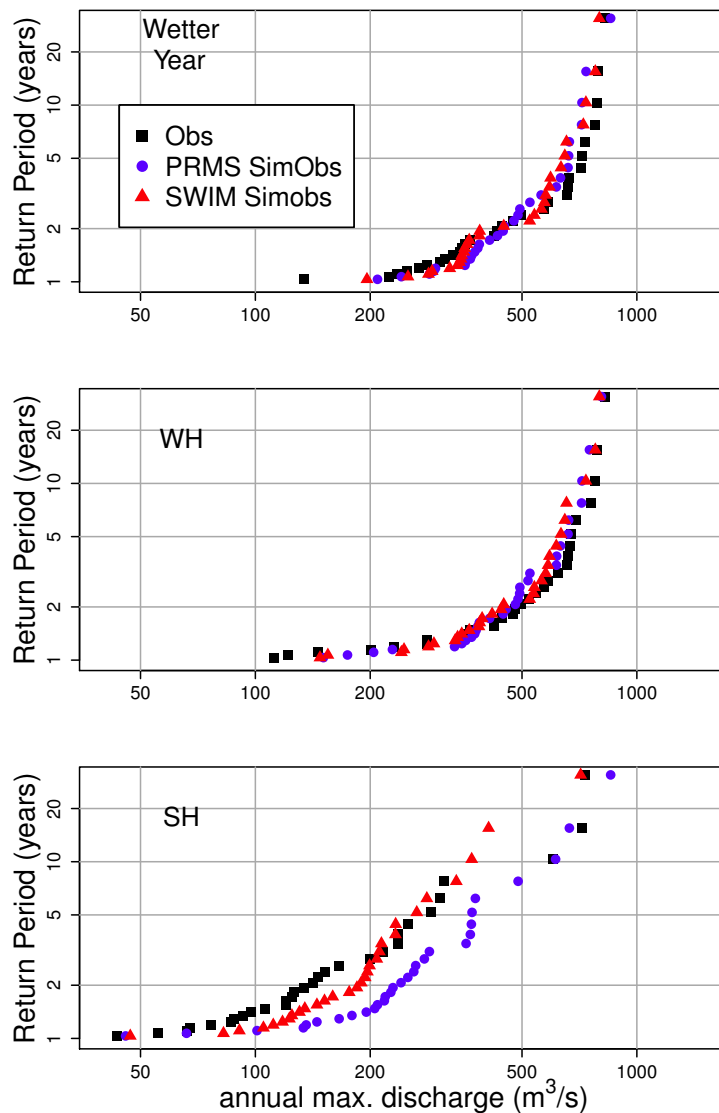 Wetter
Year
Obs
PRMS SimObs
SWIM Simobs
Return Period (years)
1 2 5 10 20
50 100 200 500 1000
WH
Return Period (years)
1 2 5 10 20
50 100 200 500 1000
SH
Return Period (years)
1 2 5 10 20
50 100 200 500 1000
annual max. discharge (m³/s)